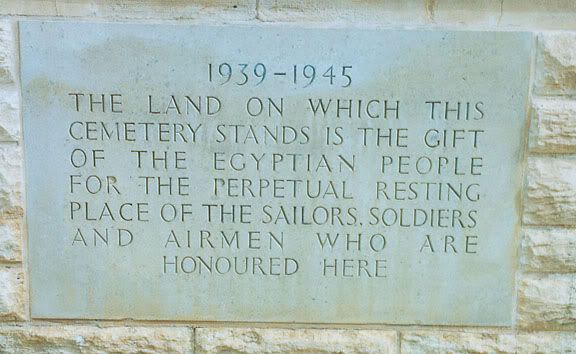 1939-1945
THE LAND ON WHICH THIS
CEMETERY STANDS IS THE GIFT
OF THE EGYPTIAN PEOPLE
FOR THE PERPETUAL RESTING
PLACE OF THE SAILORS. SOLDIERS
AND AIRMEN WHO ARE
HONOURED HERE